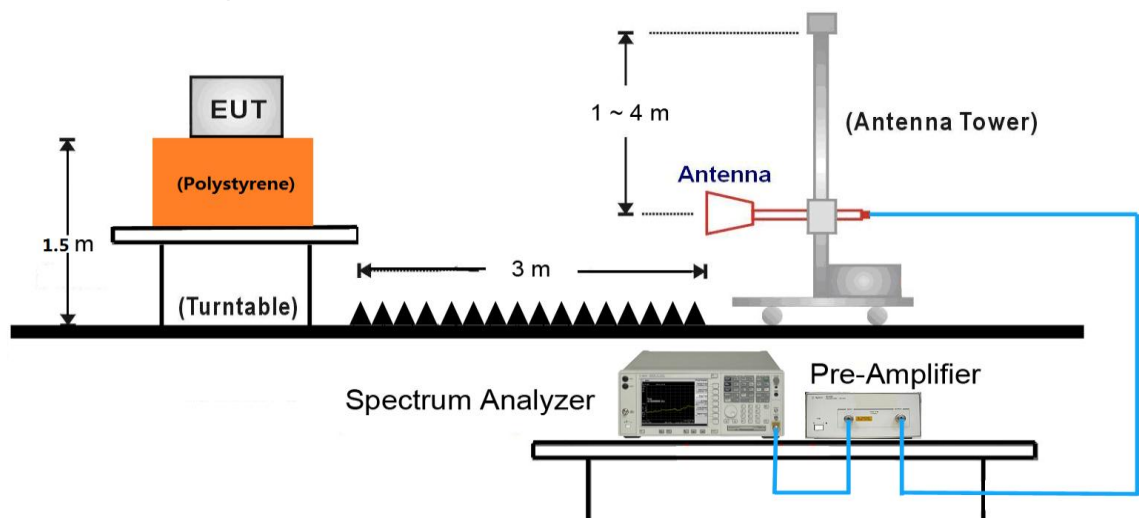 EUT
(Polystyrene)
1.5 m
(Turntable)
3 m
1 ~ 4 m
Antenna
(Antenna Tower)
Spectrum Analyzer
Pre-Amplifier